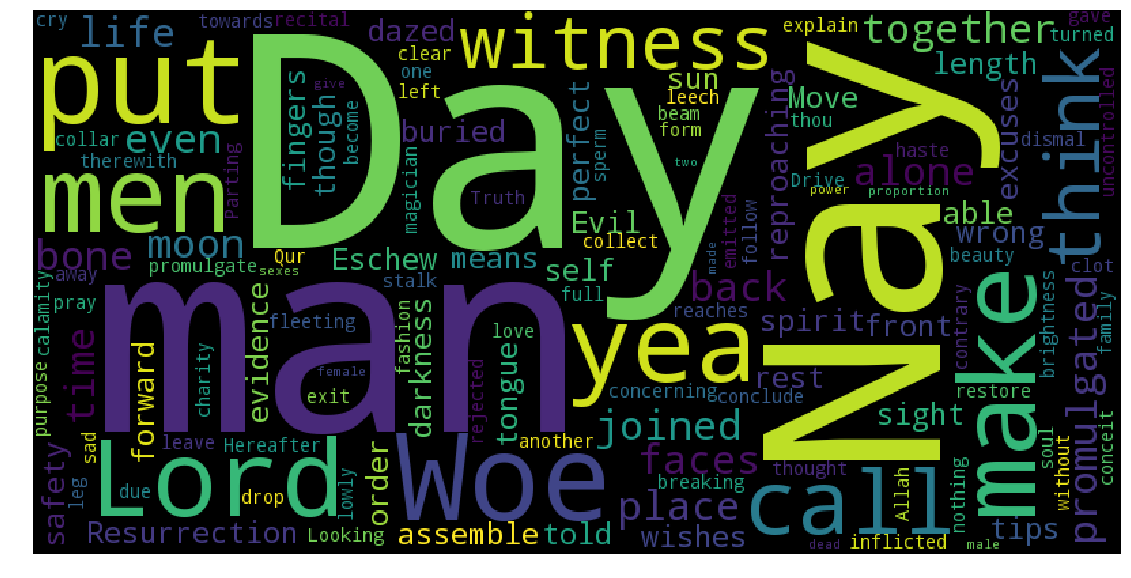 cry
towards
recital
put
life
dazed
clear
one
left
witness
explain
together
gave
turned
Day
sun
leech
beam
form
Nay
length
think
Move
thou
collar
even
therewith
Parting
fingers
though
become
give
magician
buried
Truth
perfect
sperm
two
reproaching
Drive
power
proportion
haste
alone
excuses
dismal
uncontrolled
men
Evil
collect
emitted
follow
able
wrong
beauty
bone
moon
Qur
Eschew
means
self
made
contrary
clot
away
promulgate
sexes
stalk
full
back
reaches
pray
calamity
purpose
man
evidence
fleeting
fashion
darkness
love
yea
spirit
front
make
brightness
family
promulgated
time
forward
charity
female
exit
rejected
tongue
concerning
conclude
rest
restore
sight
sad
leave
Hereafter
another
joined
safety
leg
due
Lord
drop
lowly
order
Woe
faces
breaking
thought
call
Allah
nothing
soul
without
conceit
Resurrection
Looking
assemble
told
place
wishes
dead
inflicted
male
tips